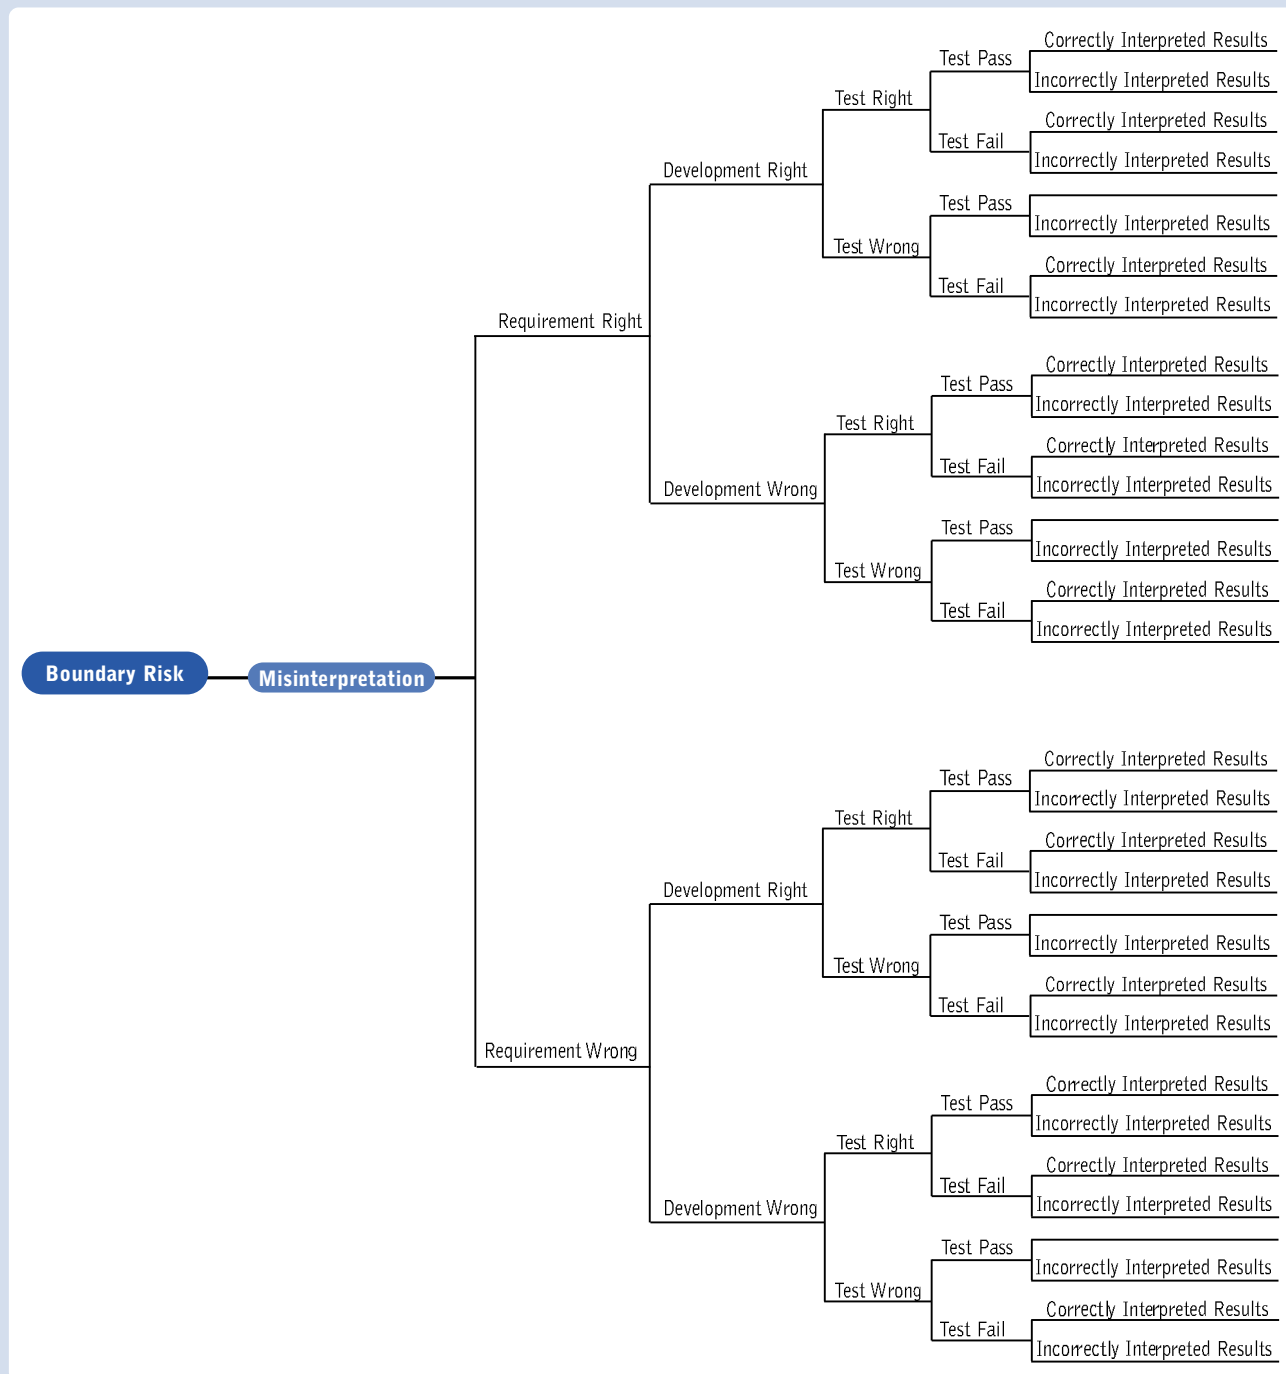 Boundary Risk
Misinterpretation
Requirement Right
Development Right
Test Right
Test Pass
Correctly Interpreted Results
Incorrectly Interpreted Results
Test Fail
Correctly Interpreted Results
Incorrectly Interpreted Results
Test Wrong
Test Pass
Incorrectly Interpreted Results
Test Fail
Correctly Interpreted Results
Incorrectly Interpreted Results
Development Wrong
Test Right
Test Pass
Correctly Interpreted Results
Incorrectly Interpreted Results
Test Fail
Correctly Interpreted Results
Incorrectly Interpreted Results
Test Wrong
Test Pass
Incorrectly Interpreted Results
Test Fail
Correctly Interpreted Results
Incorrectly Interpreted Results
Requirement Wrong
Development Right
Test Right
Test Pass
Correctly Interpreted Results
Incorrectly Interpreted Results
Test Fail
Correctly Interpreted Results
Incorrectly Interpreted Results
Test Wrong
Test Pass
Incorrectly Interpreted Results
Test Fail
Correctly Interpreted Results
Incorrectly Interpreted Results
Development Wrong
Test Right
Test Pass
Correctly Interpreted Results
Incorrectly Interpreted Results
Test Fail
Correctly Interpreted Results
Incorrectly Interpreted Results
Test Wrong
Test Pass
Incorrectly Interpreted Results
Test Fail
Correctly Interpreted Results
Incorrectly Interpreted Results